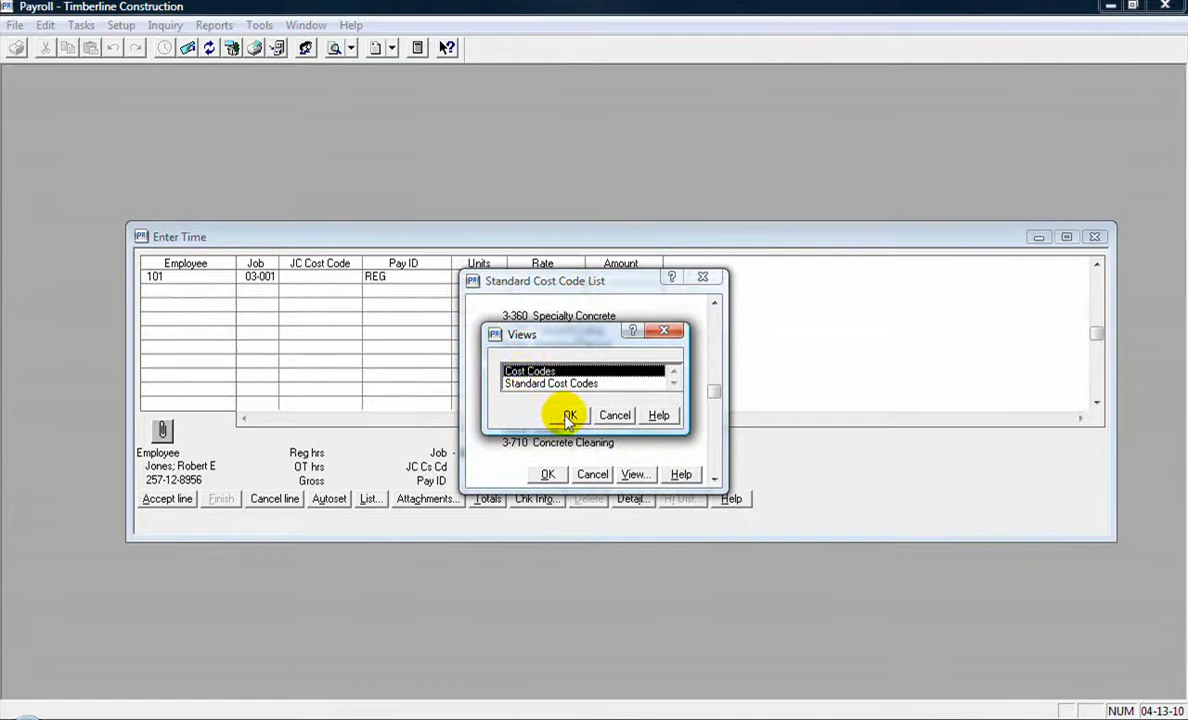 Payroll - Timberline Construction
File Edit Tasks Setup Inquiry Reports Tools Window Help
Enter Time
Employee Job JC Cost Code Pay ID Units Rate Amount
101 03-001 REG
Standard Cost Code List
3-360 Specialty Concrete
Views
Cost Codes
Standard Cost Codes
OK Cancel Help
3-710 Concrete Cleaning
OK Cancel View... Help
Employee Reg hrs Job -
Jones; Robert E OT hrs JC Cs Cd
257-12-8956 Gross Pay ID
Accept line Finish Cancel line Autoset List... Attachments... Totals Chk Info... Delete Detail... Help
NUM 04-13-10